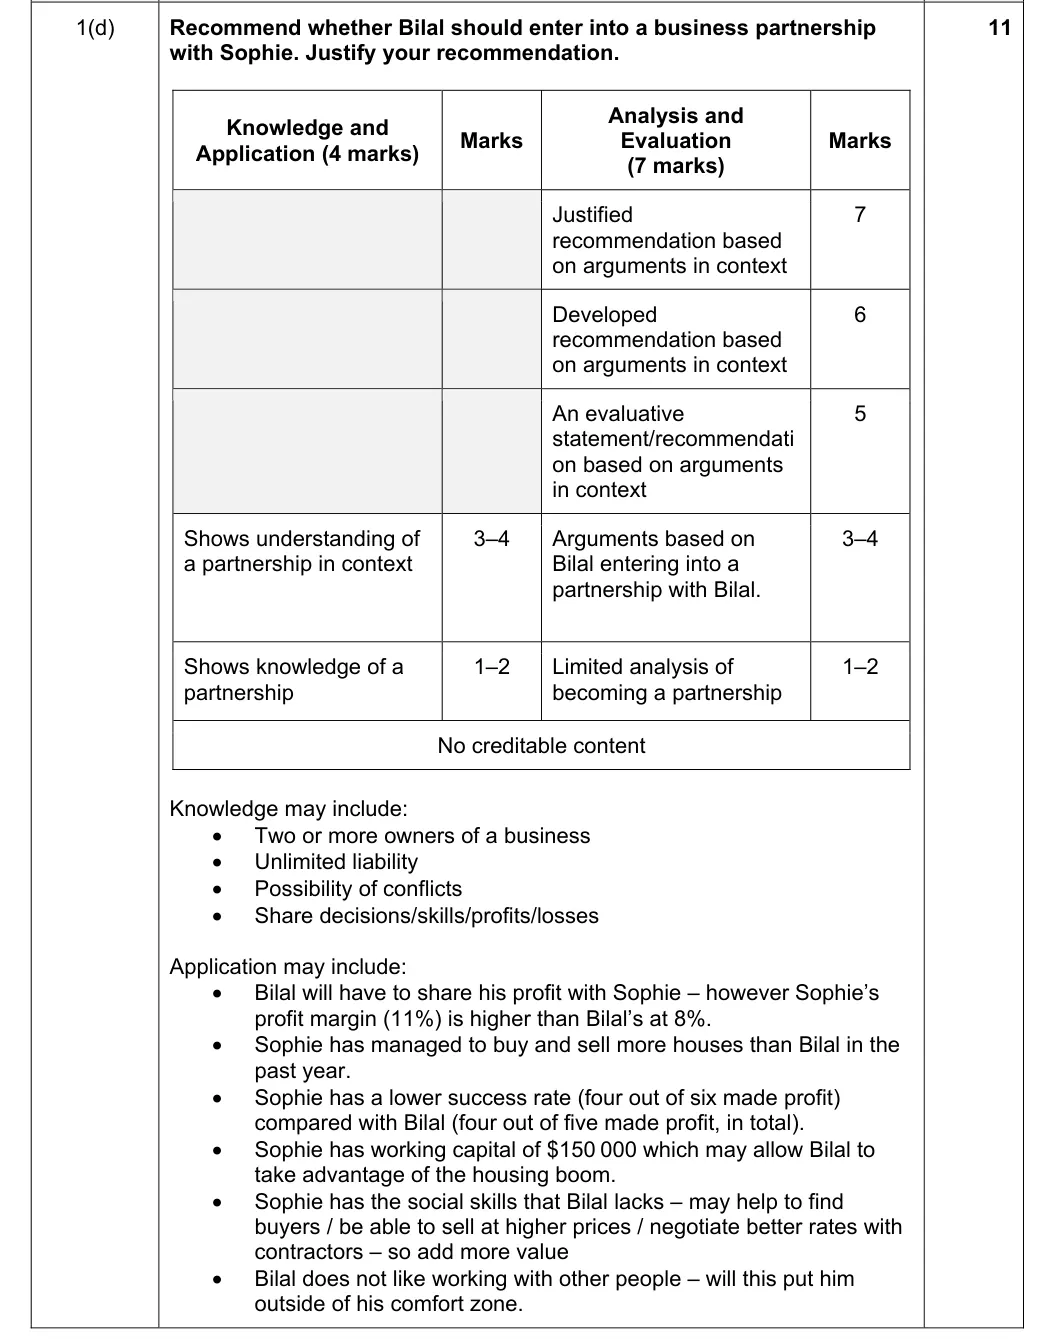 1(d)
Recommend whether Bilal should enter into a business partnership
with Sophie. Justify your recommendation.
11
Knowledge and
Application (4 marks)
Marks
Analysis and
Evaluation
(7 marks)
Marks
Justified
recommendation based
on arguments in context
7
Developed
recommendation based
on arguments in context
6
An evaluative
statement/recommendati
on based on arguments
in context
5
Shows understanding of
a partnership in context
3–4
Arguments based on
Bilal entering into a
partnership with Bilal.
3–4
Shows knowledge of a
partnership
1–2
Limited analysis of
becoming a partnership
1–2
No creditable content
Knowledge may include:
• Two or more owners of a business
• Unlimited liability
• Possibility of conflicts
• Share decisions/skills/profits/losses
Application may include:
• Bilal will have to share his profit with Sophie – however Sophie's
profit margin (11%) is higher than Bilal's at 8%.
• Sophie has managed to buy and sell more houses than Bilal in the
past year.
• Sophie has a lower success rate (four out of six made profit)
compared with Bilal (four out of five made profit, in total).
• Sophie has working capital of $150 000 which may allow Bilal to
take advantage of the housing boom.
• Sophie has the social skills that Bilal lacks – may help to find
buyers / be able to sell at higher prices / negotiate better rates with
contractors – so add more value
• Bilal does not like working with other people – will this put him
outside of his comfort zone.